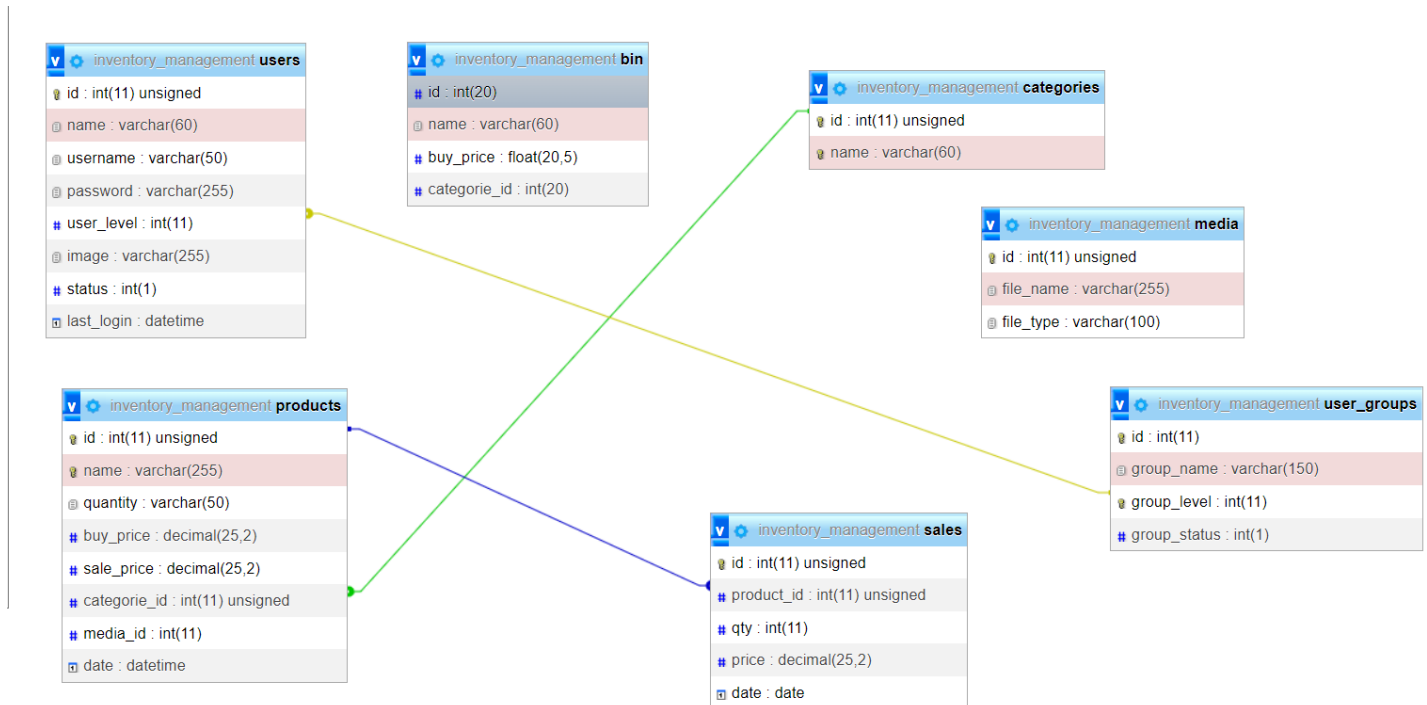 inventory_management users
id : int(11) unsigned
name : varchar(60)
username : varchar(50)
password : varchar(255)
user_level : int(11)
image : varchar(255)
status : int(1)
last_login : datetime
inventory_management bin
id : int(20)
name : varchar(60)
buy_price : float(20,5)
categorie_id : int(20)
inventory_management categories
id : int(11) unsigned
name : varchar(60)
inventory_management media
id : int(11) unsigned
file_name : varchar(255)
file_type : varchar(100)
inventory_management products
id : int(11) unsigned
name : varchar(255)
quantity : varchar(50)
buy_price : decimal(25,2)
sale_price : decimal(25,2)
categorie_id : int(11) unsigned
media_id : int(11)
date : datetime
inventory_management sales
id : int(11) unsigned
product_id : int(11) unsigned
qty : int(11)
price : decimal(25,2)
date : date
inventory_management user_groups
id : int(11)
group_name : varchar(150)
group_level : int(11)
group_status : int(1)